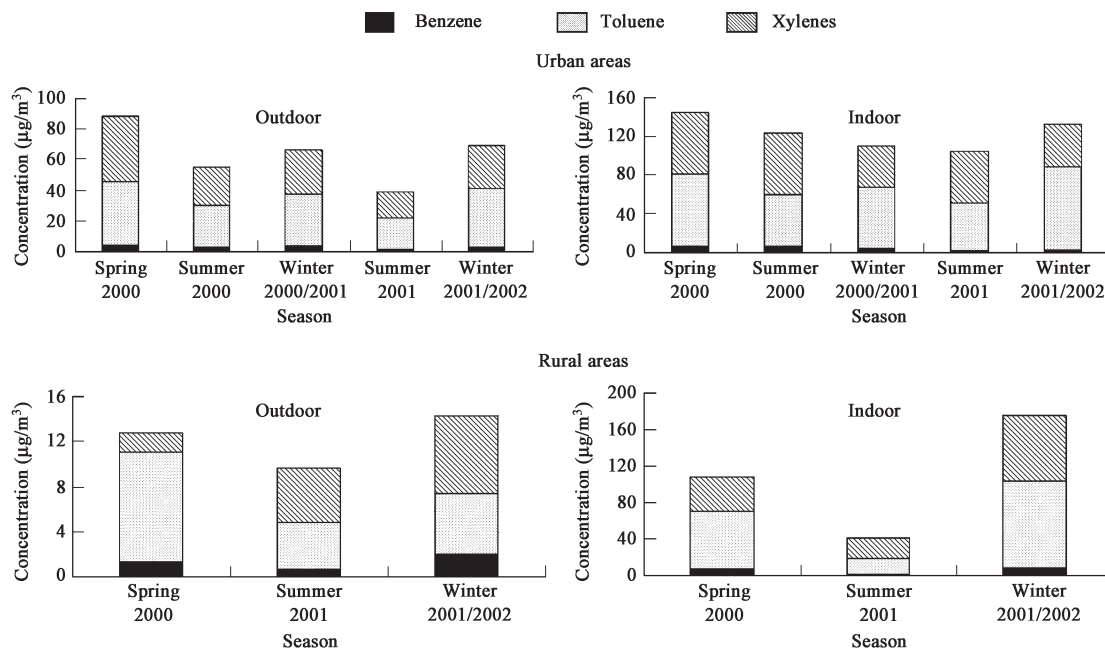 Benzene Toluene Xylenes
Urban areas
Concentration (μg/m³)
100
80
60
40
20
0
Outdoor
Spring 2000
Summer 2000
Winter 2000/2001
Summer 2001
Winter 2001/2002
Season
Concentration (μg/m³)
160
120
80
40
0
Indoor
Spring 2000
Summer 2000
Winter 2000/2001
Summer 2001
Winter 2001/2002
Season
Rural areas
Concentration (μg/m³)
16
12
8
4
0
Outdoor
Spring 2000
Summer 2001
Winter 2001/2002
Season
Concentration (μg/m³)
200
160
120
80
40
0
Indoor
Spring 2000
Summer 2001
Winter 2001/2002
Season